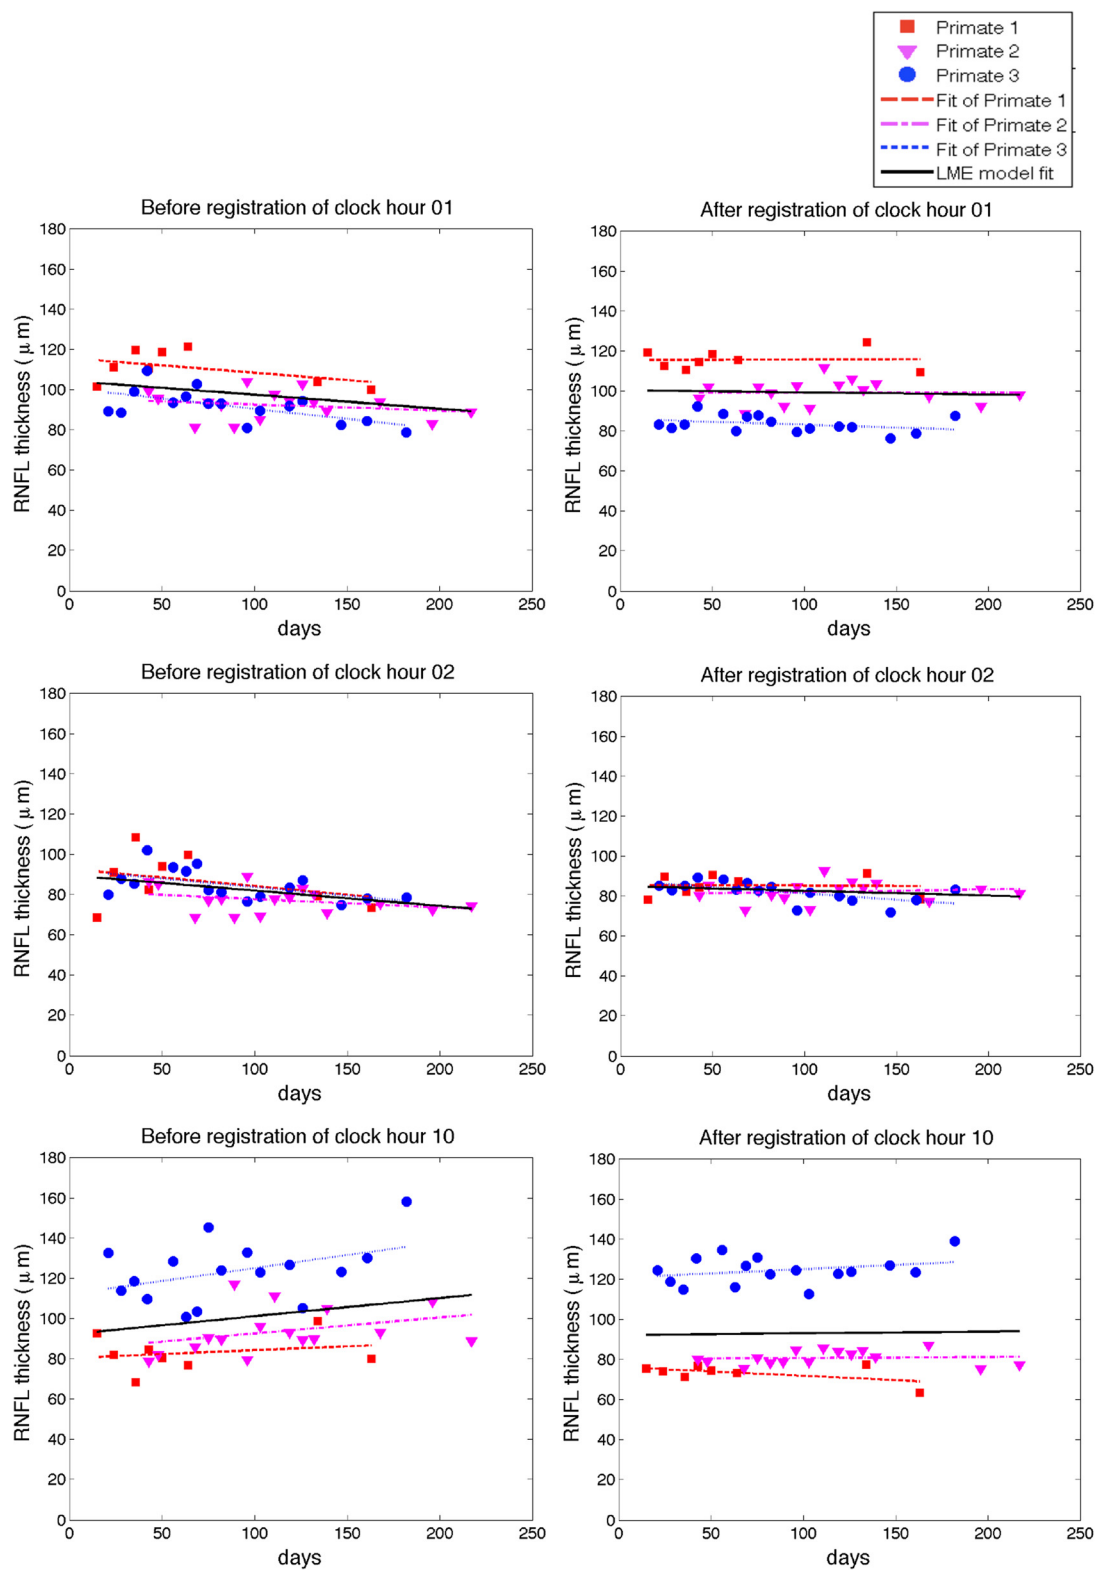 Primate 1
Primate 2
Primate 3
Fit of Primate 1
Fit of Primate 2
Fit of Primate 3
LME model fit
Before registration of clock hour 01
180
160
140
120
100
80
60
40
20
0
RNFL thickness ( μm)
0 50 100 150 200 250
days
After registration of clock hour 01
180
160
140
120
100
80
60
40
20
0
RNFL thickness ( μm)
0 50 100 150 200 250
days
Before registration of clock hour 02
180
160
140
120
100
80
60
40
20
0
RNFL thickness ( μm)
0 50 100 150 200 250
days
After registration of clock hour 02
180
160
140
120
100
80
60
40
20
0
RNFL thickness ( μm)
0 50 100 150 200 250
days
Before registration of clock hour 10
180
160
140
120
100
80
60
40
20
0
RNFL thickness ( μm)
0 50 100 150 200 250
days
After registration of clock hour 10
180
160
140
120
100
80
60
40
20
0
RNFL thickness ( μm)
0 50 100 150 200 250
days